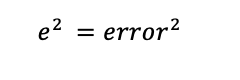 e² = error²